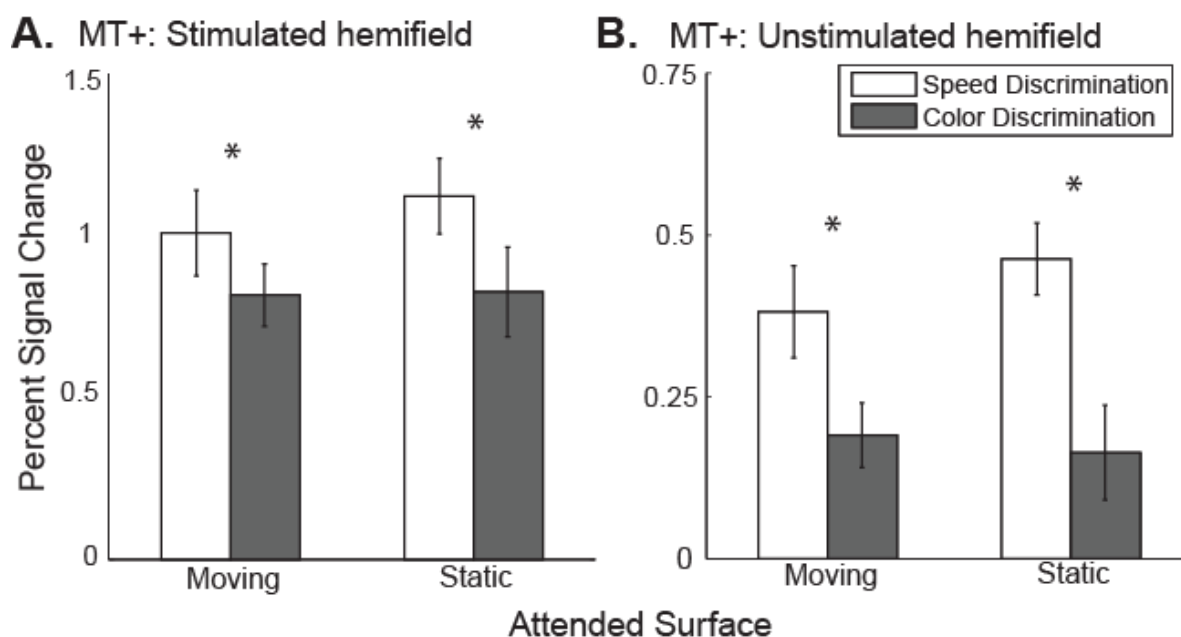 A. MT+: Stimulated hemifield
Percent Signal Change
1.5
1
0.5
0
*
*
Moving
Static
B. MT+: Unstimulated hemifield
0.75
0.5
0.25
0
Speed Discrimination
Color Discrimination
*
*
Moving
Static
Attended Surface